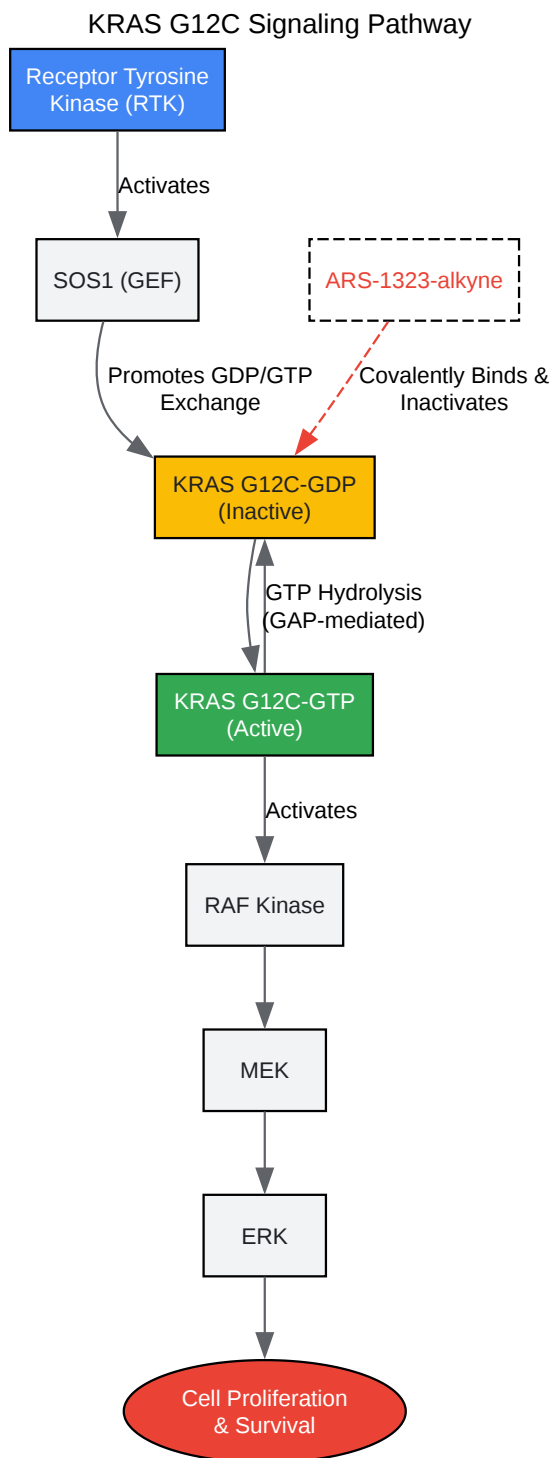 KRAS G12C Signaling Pathway
Receptor Tyrosine
Kinase (RTK)
Activates
SOS1 (GEF)
ARS-1323-alkyne
Promotes GDP/GTP
Exchange
Covalently Binds &
Inactivates
KRAS G12C-GDP
(Inactive)
GTP Hydrolysis
(GAP-mediated)
KRAS G12C-GTP
(Active)
Activates
RAF Kinase
MEK
ERK
Cell Proliferation
& Survival